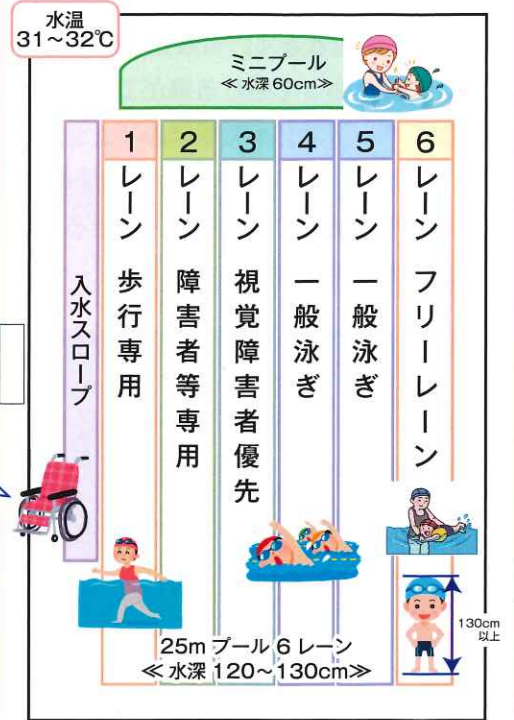 水温
31～32℃
ミニプール
≪水深60cm≫
入水スロープ
1レーン 歩行専用
2レーン 障害者等専用
3レーン 視覚障害者優先
4レーン 一般泳ぎ
5レーン 一般泳ぎ
6レーン フリーレーン
130cm
以上
25mプール6レーン
≪水深120～130cm≫